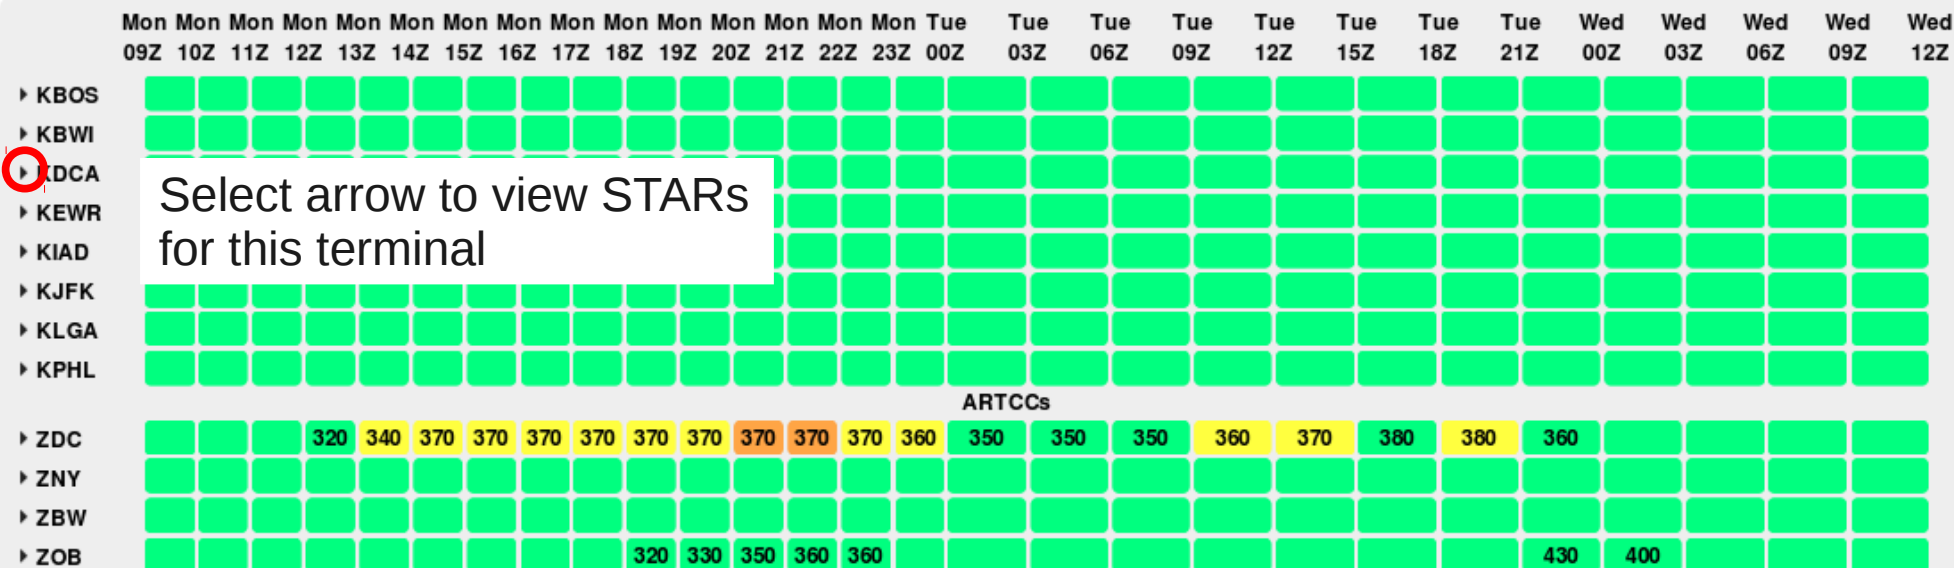 Mon Mon Mon Mon Mon Mon Mon Mon Mon Mon Mon Mon Mon Mon Mon Tue Tue Tue Tue Tue Tue Tue Tue Wed Wed Wed Wed Wed
09Z 10Z 11Z 12Z 13Z 14Z 15Z 16Z 17Z 18Z 19Z 20Z 21Z 22Z 23Z 00Z 03Z 06Z 09Z 12Z 15Z 18Z 21Z 00Z 03Z 06Z 09Z 12Z
KBOS
KBWI
KDCA
Select arrow to view STARs
KEWR
for this terminal
KIAD
KJFK
KLGA
KPHL
ARTCCs
ZDC 320 340 370 370 370 370 370 370 370 370 370 360 350 350 350 360 370 380 380 360
ZNY
ZBW
ZOB 320 330 350 360 360 430 400